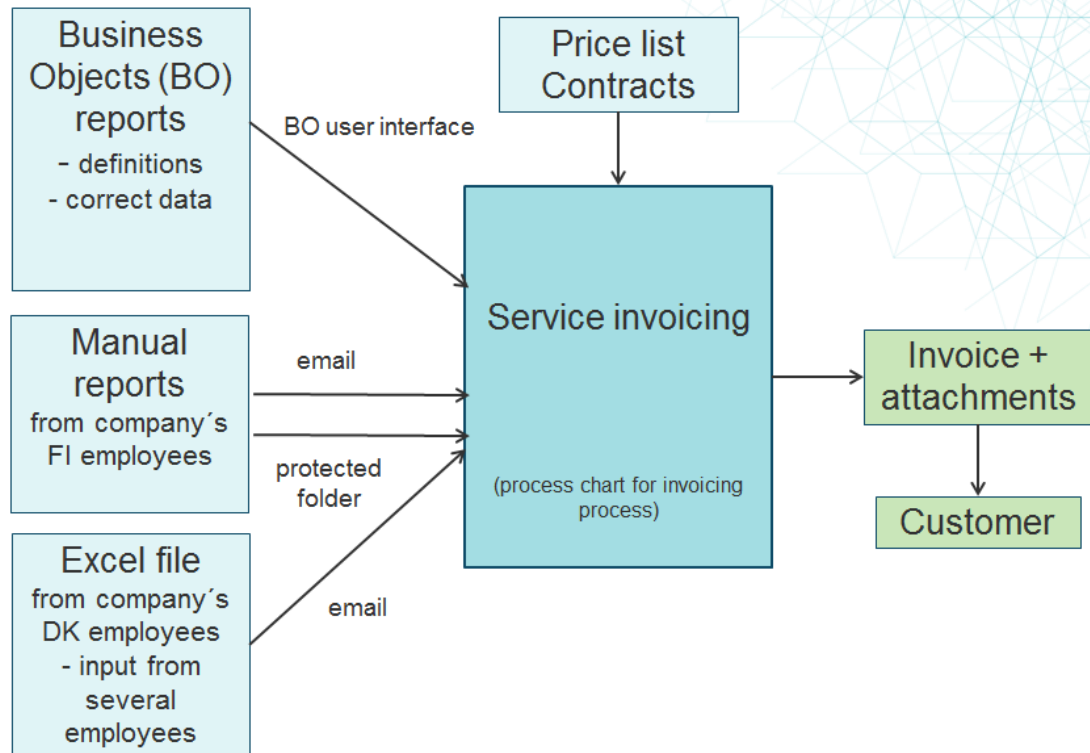 Business
Objects (BO)
reports
- definitions
- correct data
BO user interface
Price list
Contracts
Manual
reports
from company´s
FI employees
email
protected
folder
Excel file
from company´s
DK employees
- input from
several
employees
email
Service invoicing
(process chart for invoicing
process)
Invoice +
attachments
Customer